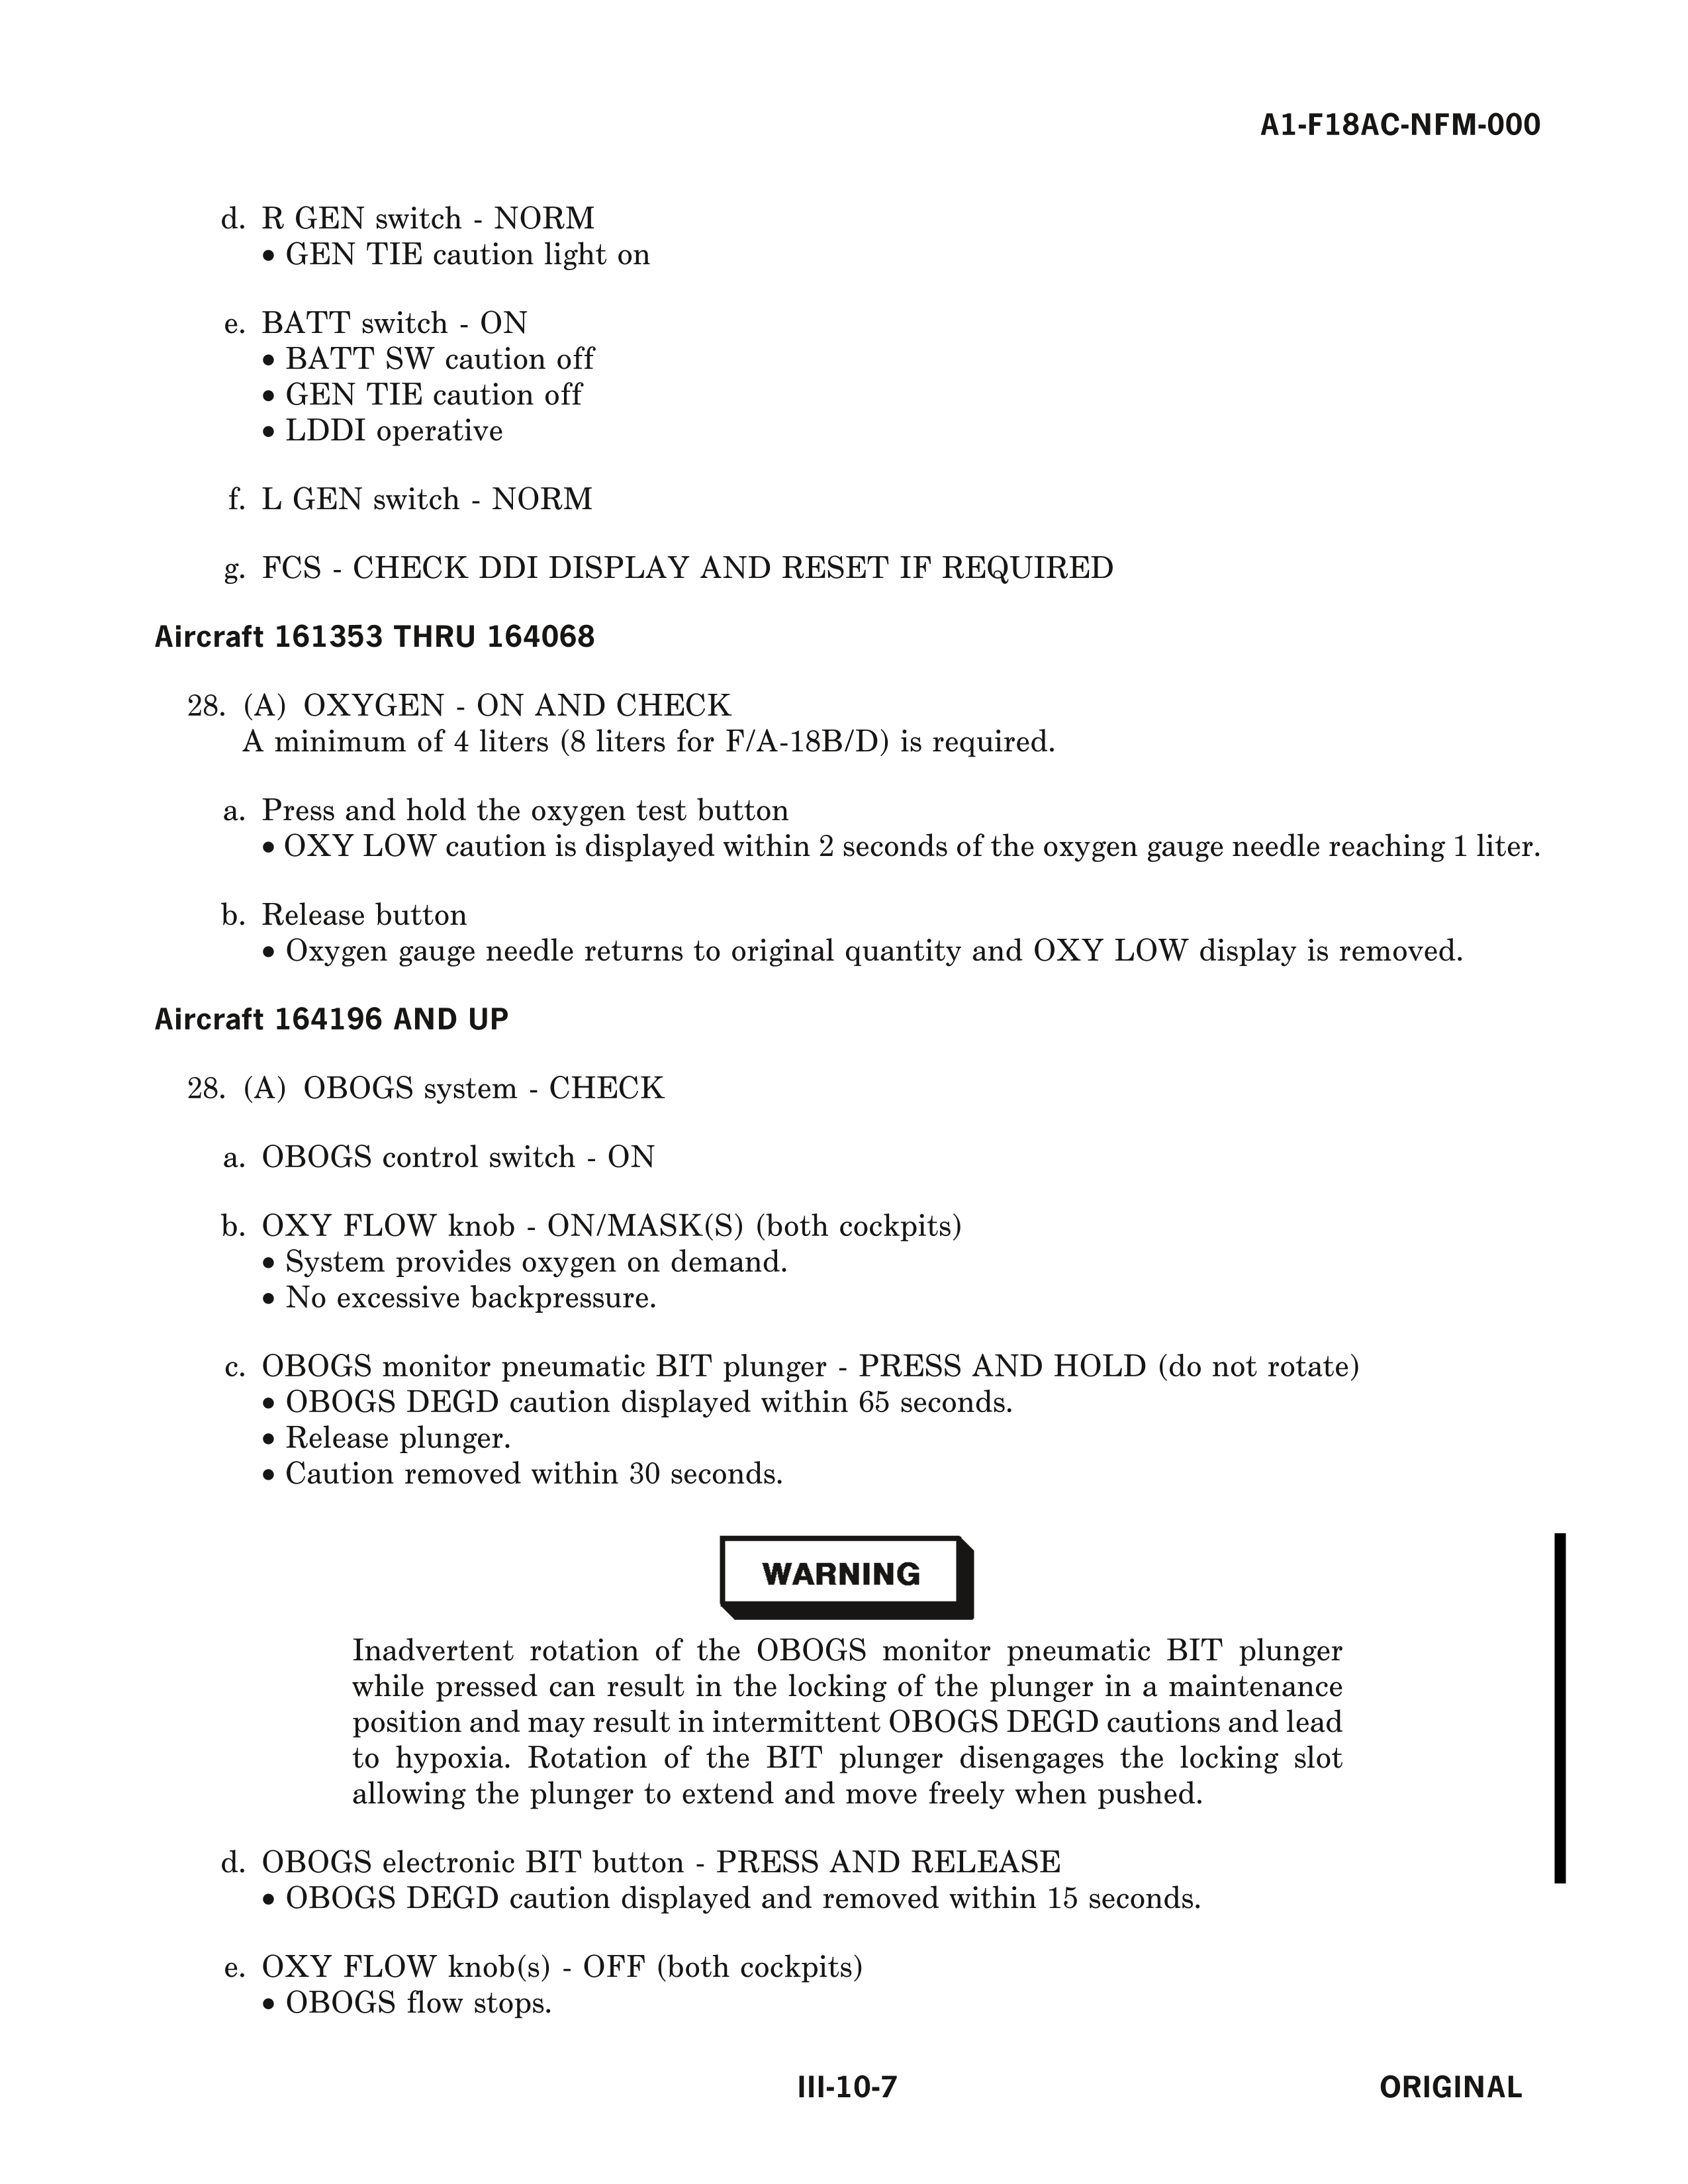 A1-F18AC-NFM-000
d. R GEN switch - NORM
• GEN TIE caution light on
e. BATT switch - ON
• BATT SW caution off
• GEN TIE caution off
• LDDI operative
f. L GEN switch - NORM
g. FCS - CHECK DDI DISPLAY AND RESET IF REQUIRED
Aircraft 161353 THRU 164068
28. (A) OXYGEN - ON AND CHECK
A minimum of 4 liters (8 liters for F/A-18B/D) is required.
a. Press and hold the oxygen test button
• OXY LOW caution is displayed within 2 seconds of the oxygen gauge needle reaching 1 liter.
b. Release button
• Oxygen gauge needle returns to original quantity and OXY LOW display is removed.
Aircraft 164196 AND UP
28. (A) OBOGS system - CHECK
a. OBOGS control switch - ON
b. OXY FLOW knob - ON/MASK(S) (both cockpits)
• System provides oxygen on demand.
• No excessive backpressure.
c. OBOGS monitor pneumatic BIT plunger - PRESS AND HOLD (do not rotate)
• OBOGS DEGD caution displayed within 65 seconds.
• Release plunger.
• Caution removed within 30 seconds.
WARNING
Inadvertent rotation of the OBOGS monitor pneumatic BIT plunger
while pressed can result in the locking of the plunger in a maintenance
position and may result in intermittent OBOGS DEGD cautions and lead
to hypoxia. Rotation of the BIT plunger disengages the locking slot
allowing the plunger to extend and move freely when pushed.
d. OBOGS electronic BIT button - PRESS AND RELEASE
• OBOGS DEGD caution displayed and removed within 15 seconds.
e. OXY FLOW knob(s) - OFF (both cockpits)
• OBOGS flow stops.
III-10-7
ORIGINAL